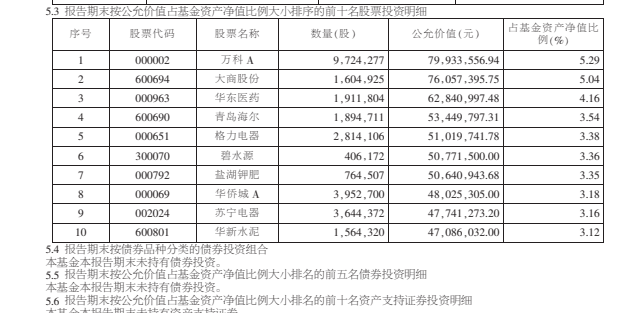 5.3 报告期末按公允价值占基金资产净值比例大小排序的前十名股票投资明细
序号 股票代码 股票名称 数量(股) 公允价值(元) 占基金资产净值比例(%)
1 000002 万科 A 9,724,277 79,933,556.94 5.29
2 600694 大商股份 1,604,925 76,057,395.75 5.04
3 000963 华东医药 1,911,804 62,840,997.48 4.16
4 600690 青岛海尔 1,894,711 53,449,797.31 3.54
5 000651 格力电器 2,814,106 51,019,741.78 3.38
6 300070 碧水源 406,172 50,771,500.00 3.36
7 000792 盐湖钾肥 764,507 50,640,943.68 3.35
8 000069 华侨城 A 3,952,700 48,025,305.00 3.18
9 002024 苏宁电器 3,644,372 47,741,273.20 3.16
10 600801 华新水泥 1,564,320 47,086,032.00 3.12
5.4 报告期末按债券品种分类的债券投资组合
本基金本报告期末未持有债券投资。
5.5 报告期末按公允价值占基金资产净值比例大小排名的前五名债券投资明细
本基金本报告期末未持有债券投资。
5.6 报告期末按公允价值占基金资产净值比例大小排名的前十名资产支持证券投资明细